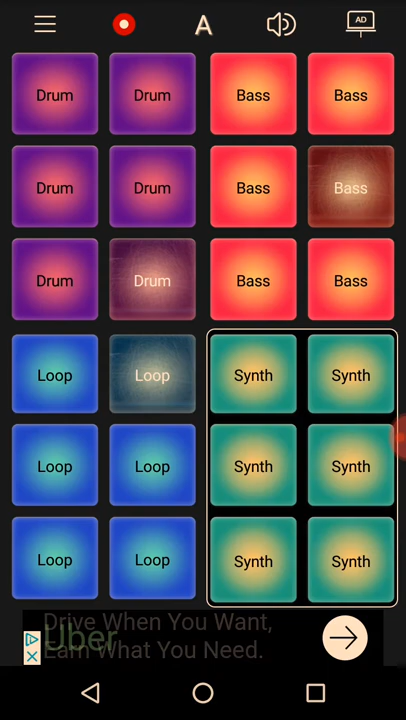 A
AD
Drum Drum Bass Bass
Drum Drum Bass Bass
Drum Drum Bass Bass
Loop Loop Synth Synth
Loop Loop Synth Synth
Loop Loop Synth Synth
Drive When You Want,
Uber
Earn What You Need.